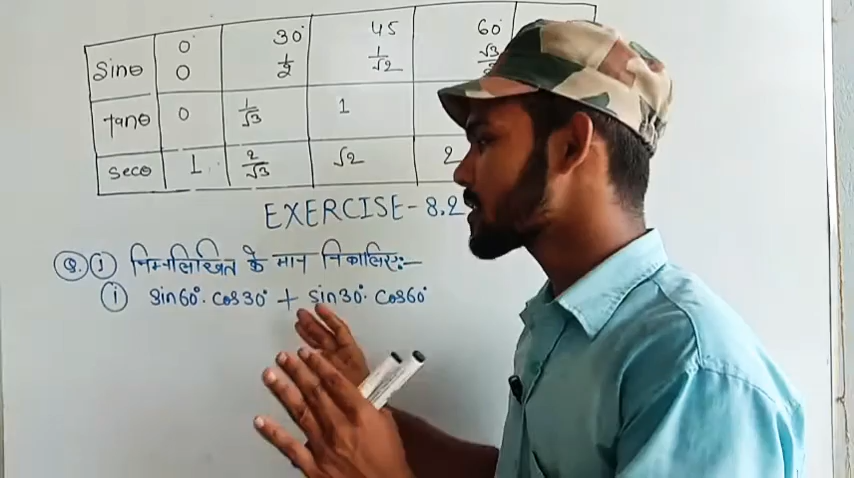 0° 30° 45 60°
Sinθ 0 1/2 1/√2 √3
tanθ 0 1/√3 1
secθ 1 2/√3 √2 2
EXERCISE-8.2
Q.① निम्नलिखित के मान निकालिए:-
(i) sin60°. cos30° + sin30°. cos60°